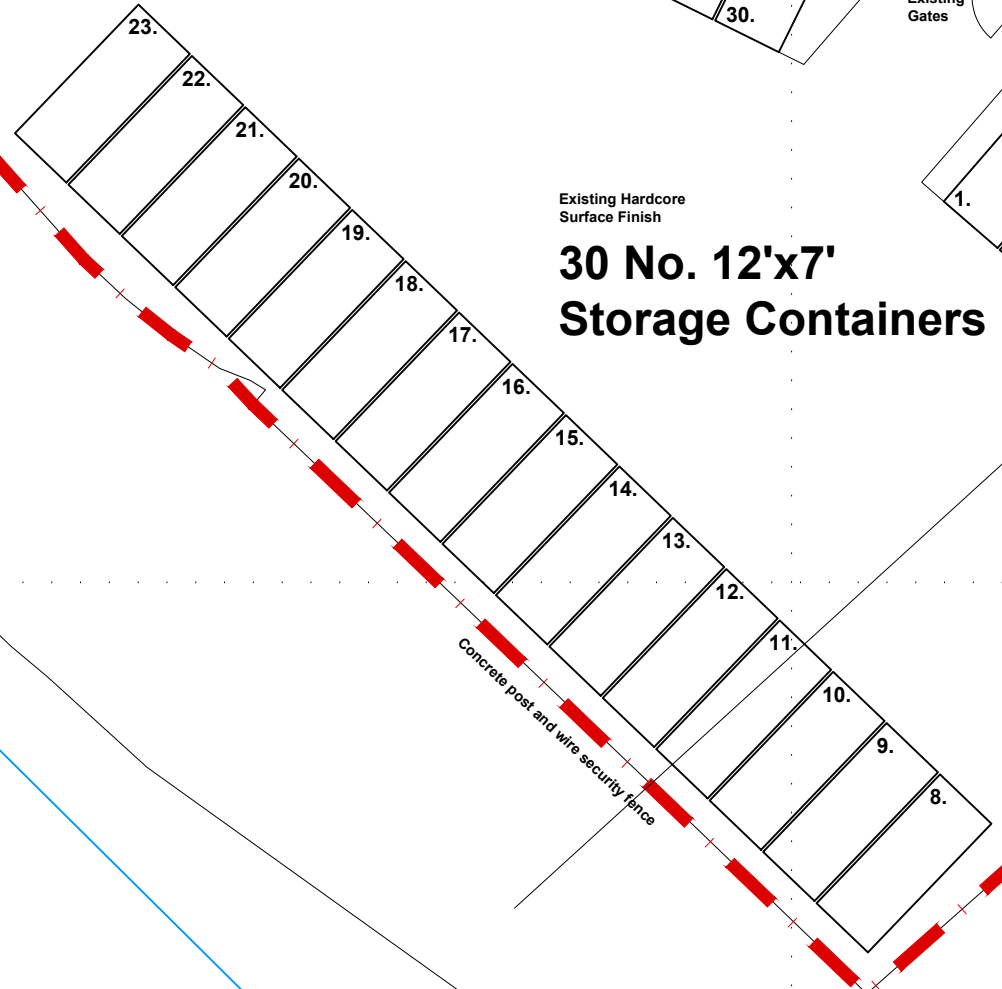 30.
Existing
Gates
23.
22.
21.
20.
19.
18.
17.
16.
15.
14.
13.
12.
11.
10.
9.
8.
1.
Existing Hardcore
Surface Finish
30 No. 12'x7'
Storage Containers
Concrete post and wire security fence